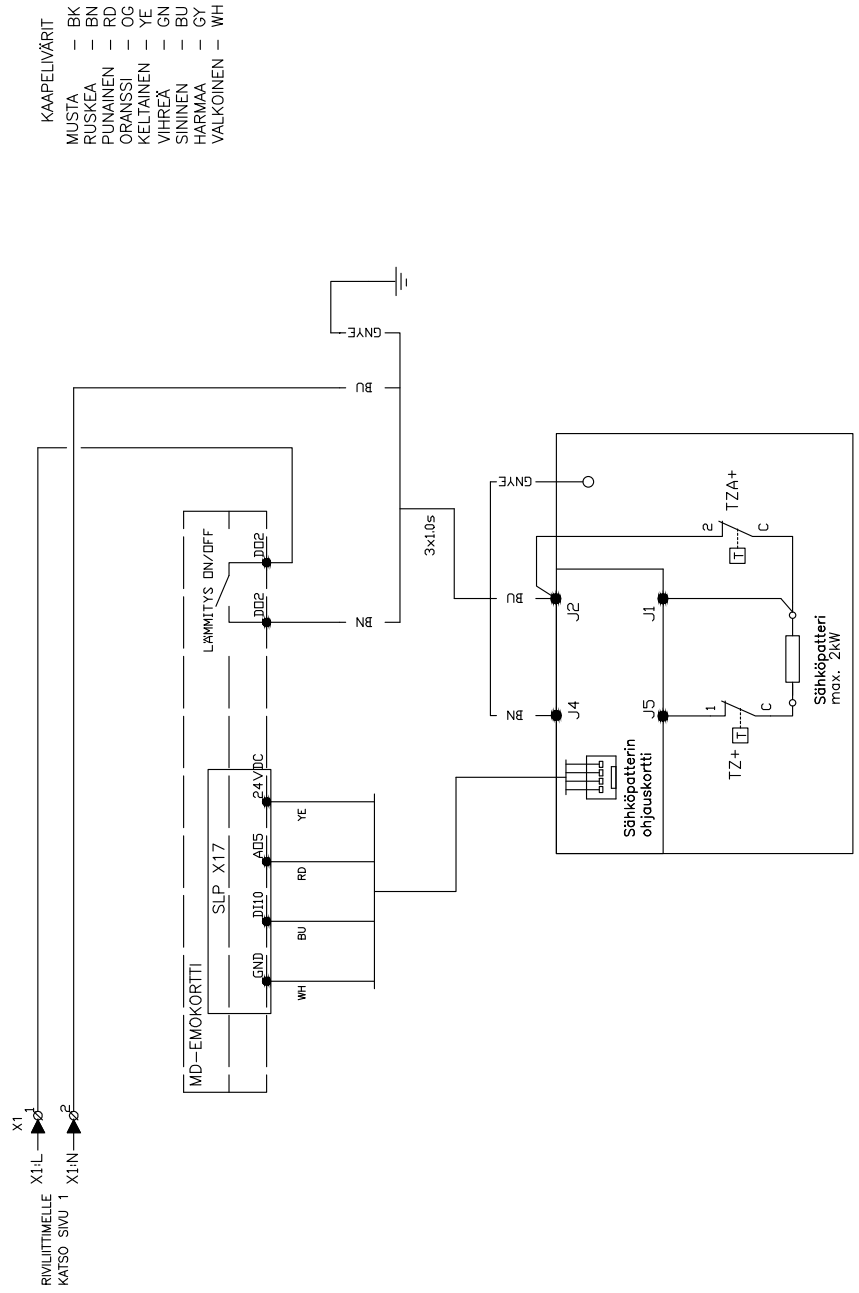 KAAPELIVÄRIT
MUSTA – BK
RUSKEA – BN
PUNAINEN – RD
ORANSSI – OG
KELTAINEN – YE
VIHREÄ – GN
SININEN – BU
HARMAA – GY
VALKOINEN – WH
RIVILIITTIMELLE
KATSO SIVU 1
X1
X1:L
1
X1:N
2
MD-EMOKORTTI
SLP X17
GND
DI10
AO5
24VDC
LÄMMITYS ON/OFF
DO2
DO2
WH
BU
RD
YE
BN
BU
GNYE
3x1.0s
BN
BU
GNYE
J4
J2
J5
J1
Sähköpatterin
ohjauskortti
TZ+
T
1
C
TZA+
T
2
C
Sähköpatteri
max. 2kW